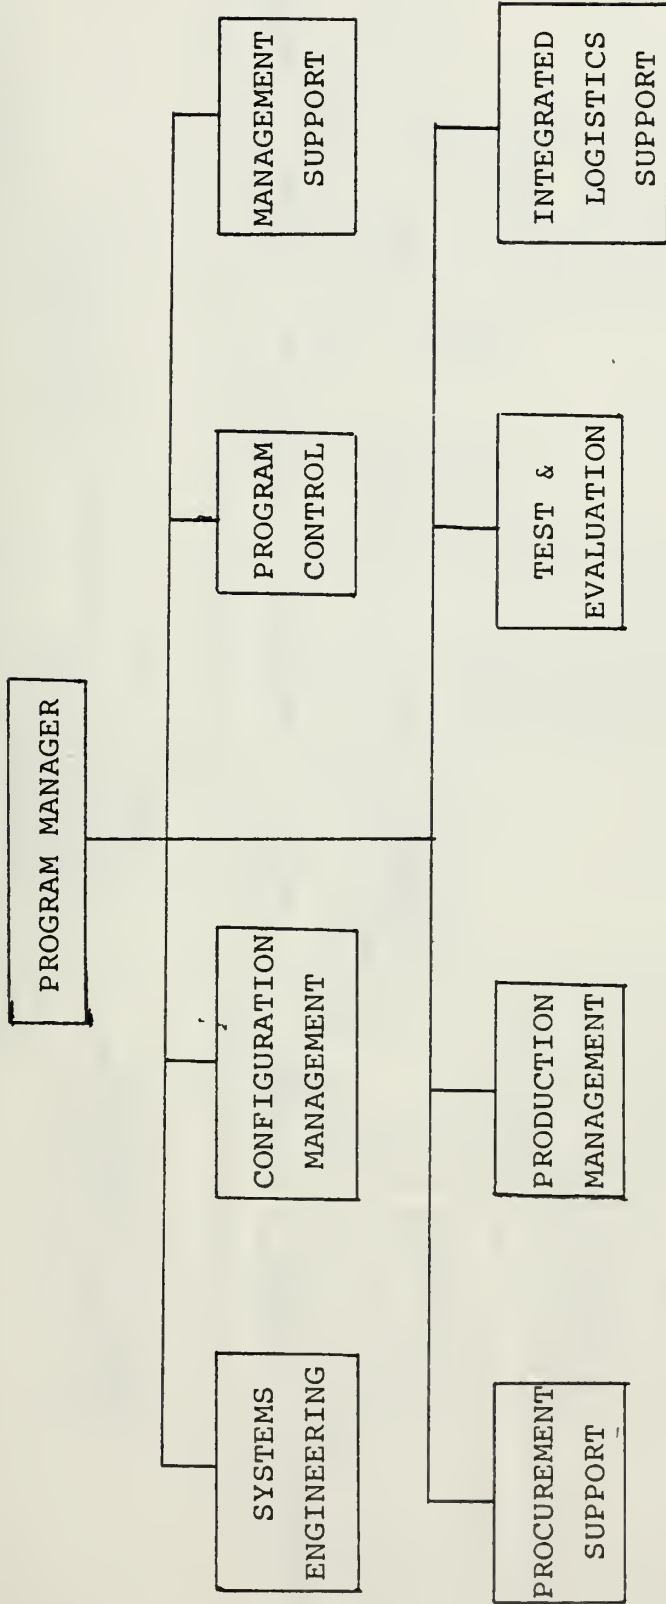 PROGRAM MANAGER
SYSTEMS
ENGINEERING
CONFIGURATION
MANAGEMENT
PROGRAM
CONTROL
MANAGEMENT
SUPPORT
PROCUREMENT
SUPPORT
PRODUCTION
MANAGEMENT
TEST &
EVALUATION
INTEGRATED
LOGISTICS
SUPPORT